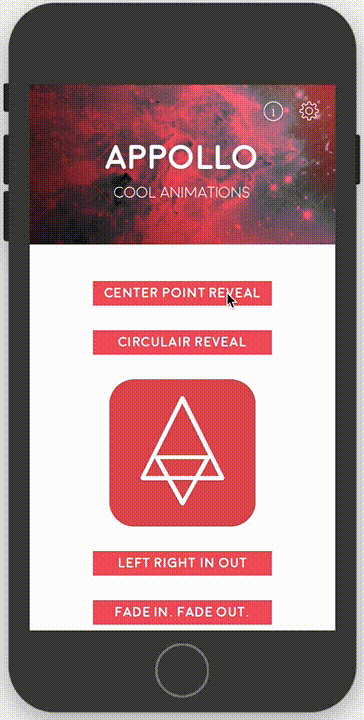 APPOLLO
COOL ANIMATIONS
CENTER POINT REVEAL
CIRCULAIR REVEAL
LEFT RIGHT IN OUT
FADE IN. FADE OUT.